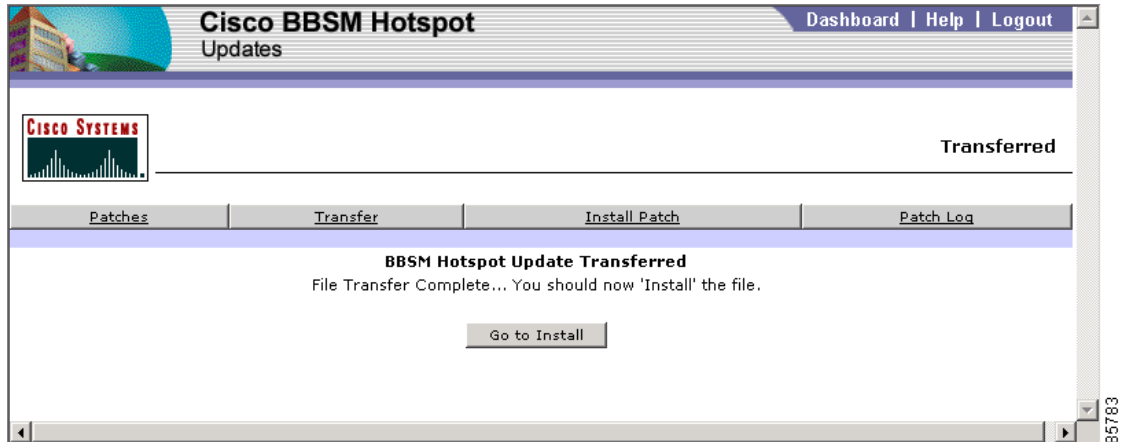 Cisco BBSM Hotspot
Dashboard | Help | Logout
Updates
CISCO SYSTEMS
Transferred
Patches Transfer Install Patch Patch Log
BBSM Hotspot Update Transferred
File Transfer Complete... You should now 'Install' the file.
Go to Install
85783